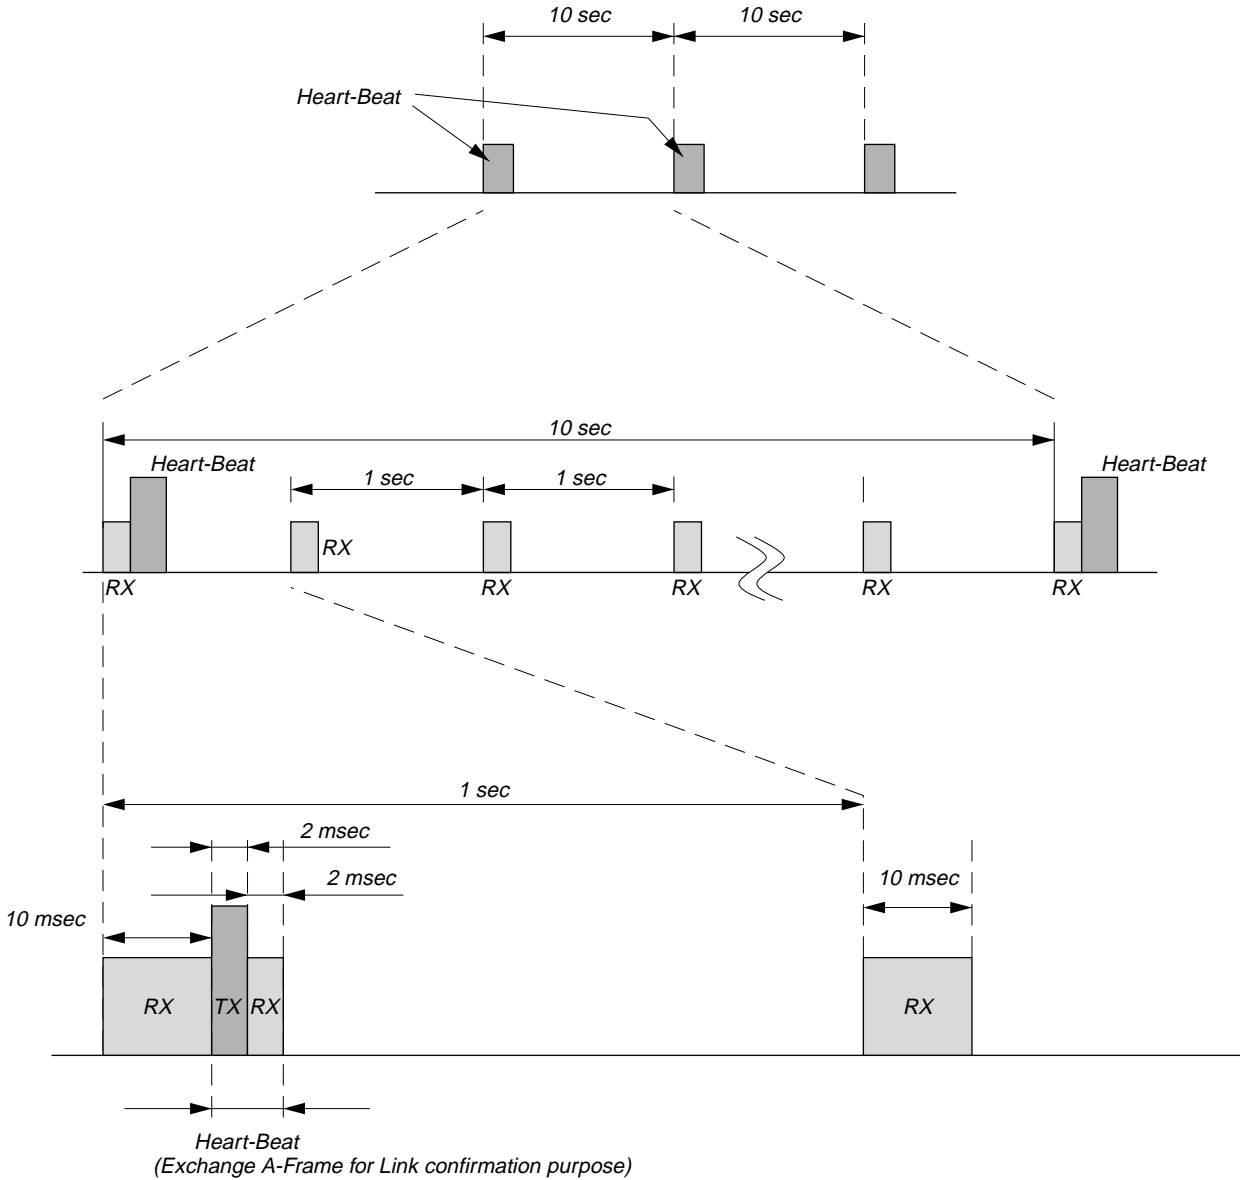 10 sec
10 sec
Heart-Beat
10 sec
Heart-Beat
Heart-Beat
1 sec
1 sec
RX
RX
RX
RX
RX
RX
1 sec
2 msec
2 msec
10 msec
10 msec
RX
TX
RX
RX
Heart-Beat
(Exchange A-Frame for Link confirmation purpose)